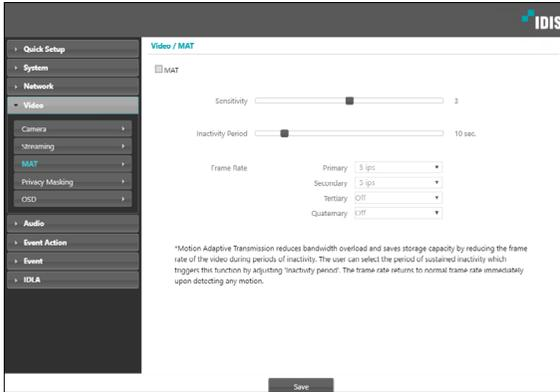 IDIS
Quick Setup
System
Network
Video
Camera
Streaming
MAT
Privacy Masking
OSD
Audio
Event Action
Event
IDLA
Video / MAT
MAT
Sensitivity 3
Inactivity Period 10 sec.
Frame Rate Primary 5 ips
Secondary 5 ips
Tertiary Off
Quaternary Off
*Motion Adaptive Transmission reduces bandwidth overload and saves storage capacity by reducing the frame
rate of the video during periods of inactivity. The user can select the period of sustained inactivity which
triggers this function by adjusting 'Inactivity period'. The frame rate returns to normal frame rate immediately
upon detecting any motion.
Save